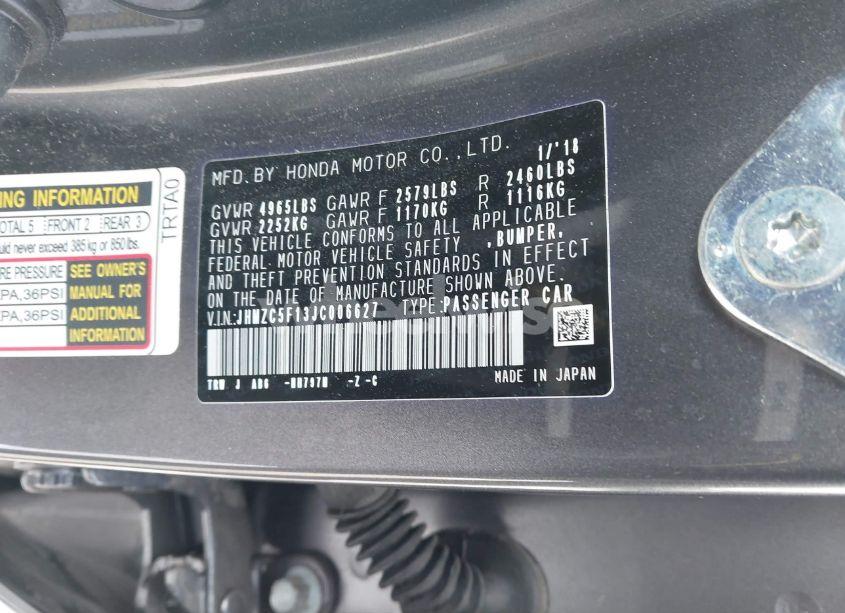 MFD. BY HONDA MOTOR CO., LTD. 1/'18
GVWR 4965LBS GAWR F 2579LBS R 2460LBS
GVWR 2252KG GAWR F 1170KG R 1116KG
THIS VEHICLE CONFORMS TO ALL APPLICABLE
FEDERAL MOTOR VEHICLE SAFETY ,BUMPER,
AND THEFT PREVENTION STANDARDS IN EFFECT
ON THE DATE OF MANUFACTURE SHOWN ABOVE.
V.I.N.:JHMZC5F13JC006627 TYPE:PASSENGER CAR
TRW J ABG -NH797M -Z -C
MADE IN JAPAN
ING INFORMATION
OTAL 5 FRONT 2 REAR 3
uld never exceed 385 kg or 850 lbs.
RE PRESSURE SEE OWNER'S
PA,36PSI MANUAL FOR
PA,36PSI ADDITIONAL
INFORMATION
TRTA0